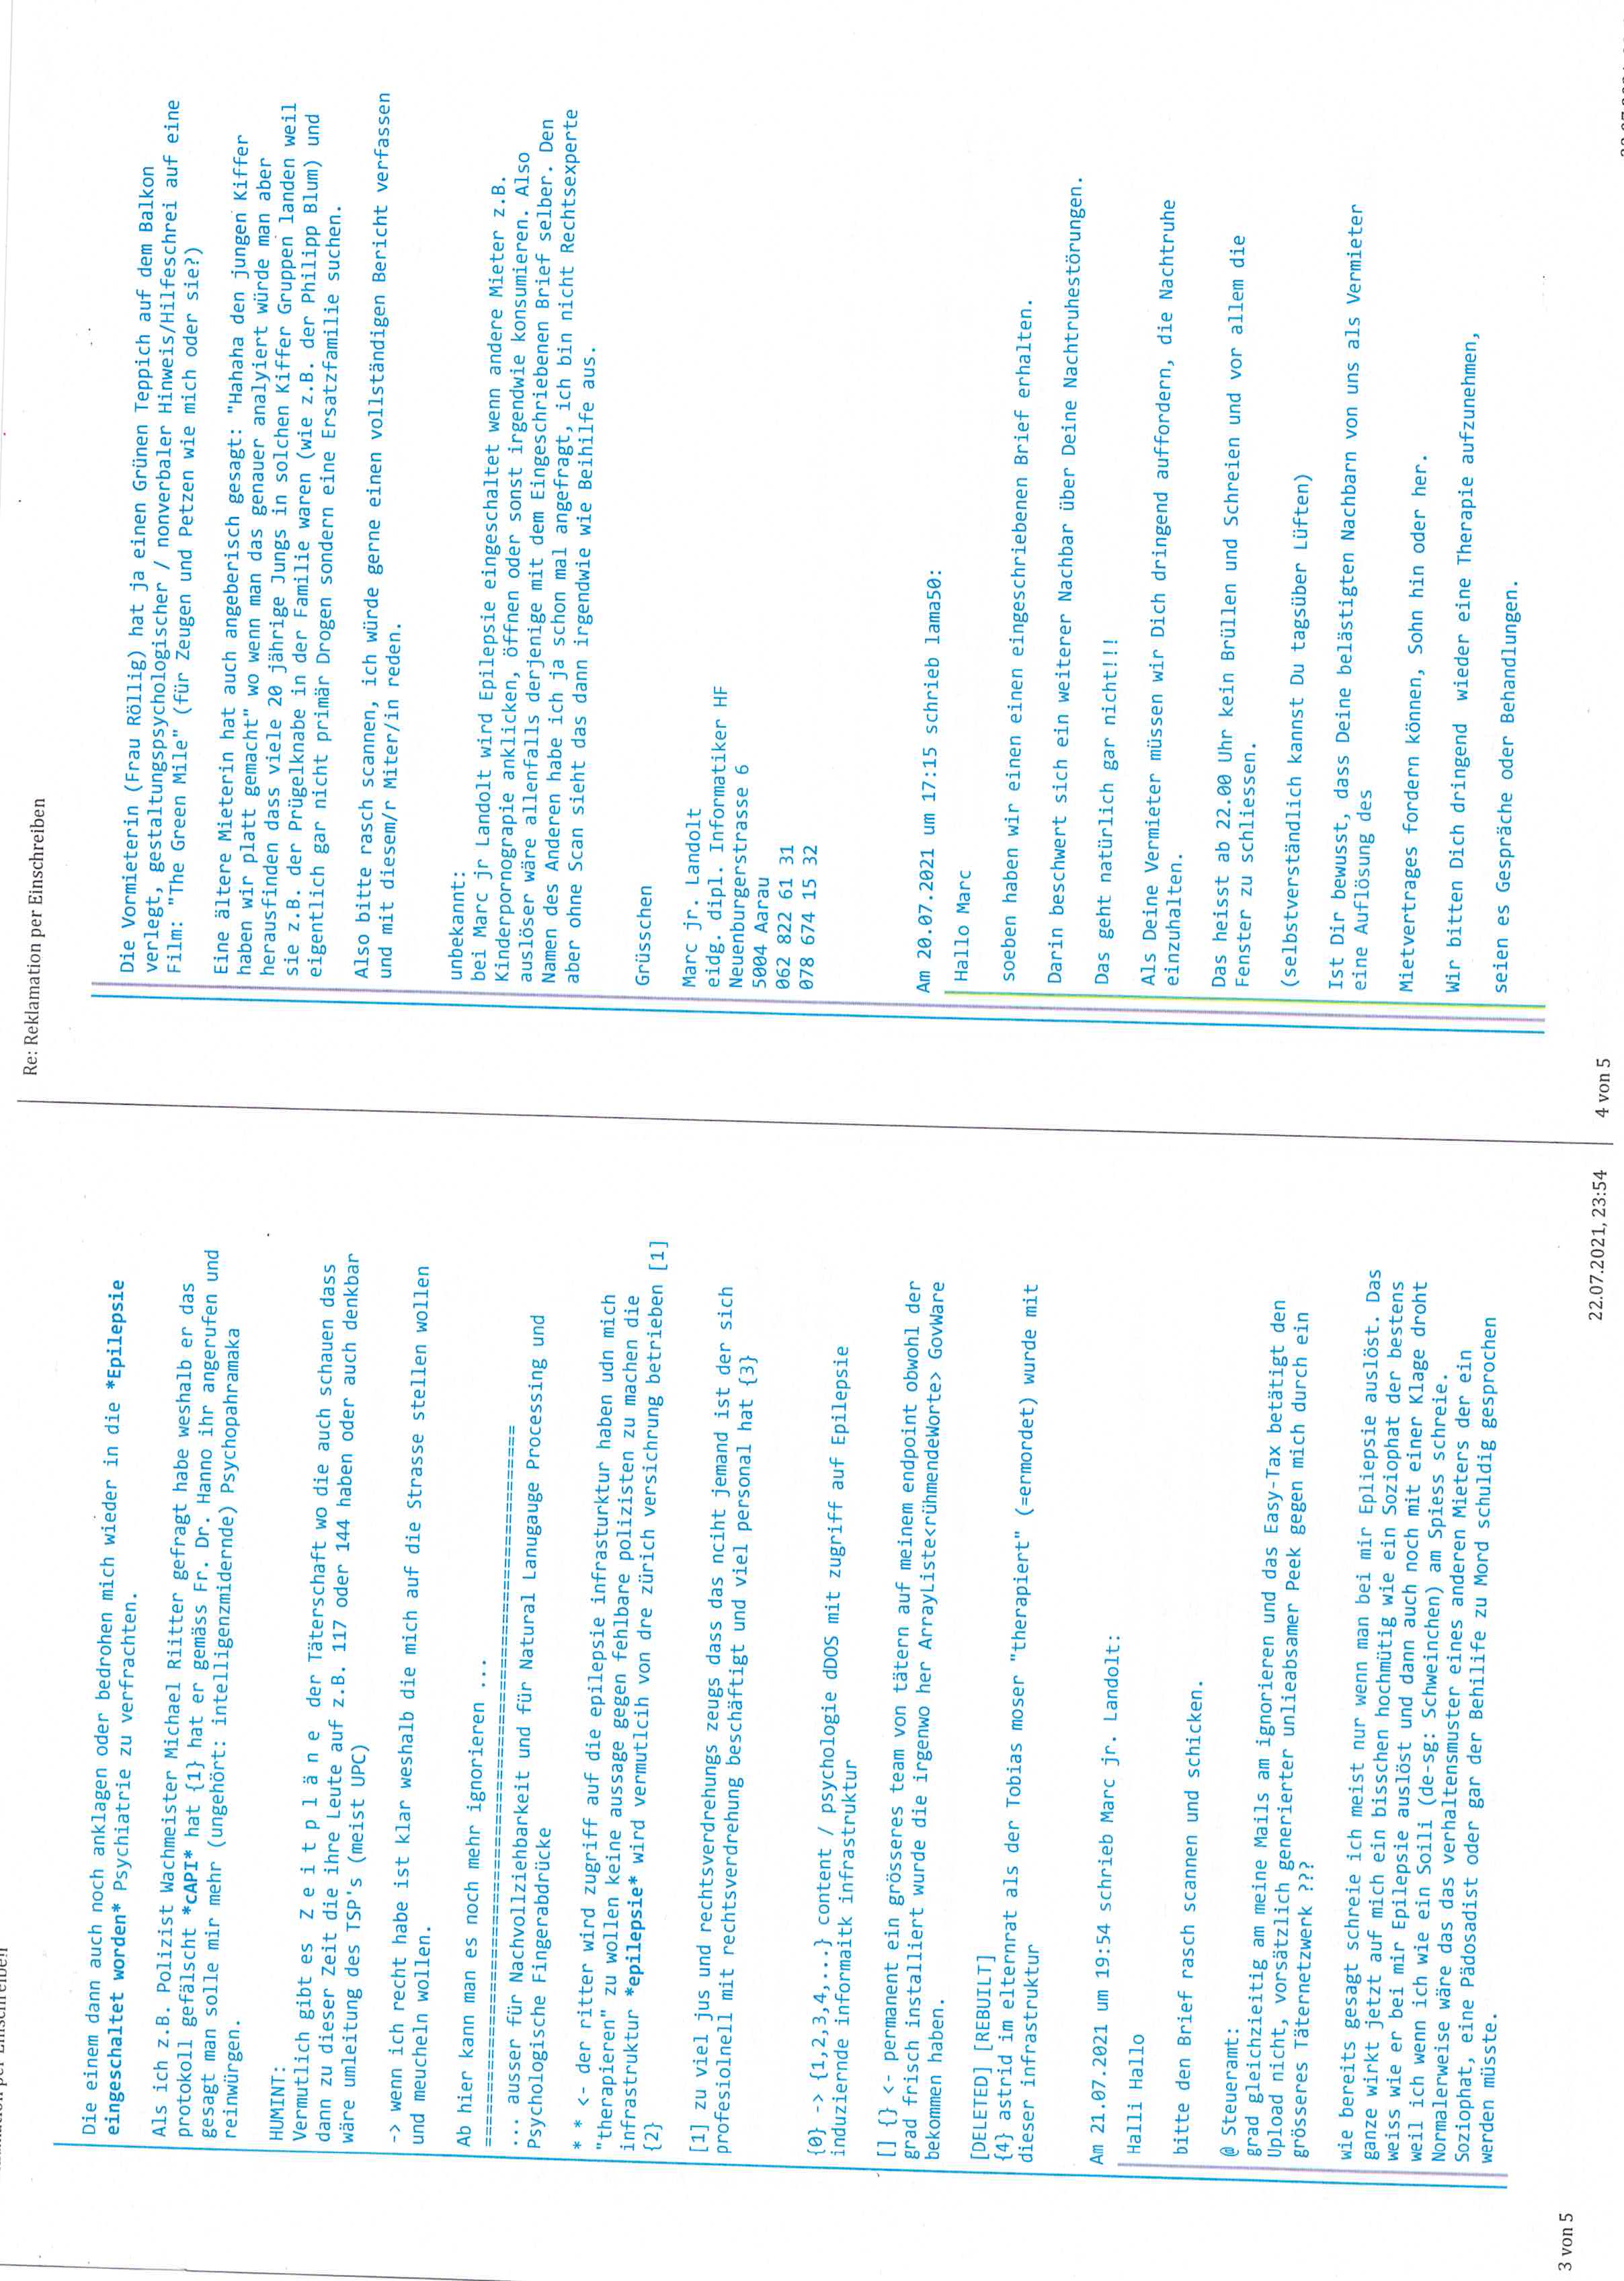 Die einem dann auch noch anklagen oder bedrohen mich wieder in die *Epilepsie
eingeschaltet worden* Psychiatrie zu verfrachten.
Als ich z.B. Polizist Wachmeister Michael Riitter gefragt habe weshalb er das
protokoll gefälscht *cAPI* hat {1} hat er gemäss Fr. Dr. Hanno ihr angerufen und
gesagt man solle mir mehr (ungehört: intelligenzmidernde) Psychopahramaka
reinwürgen.
HUMINT:
Vermutlich gibt es Z e i t p l ä n e der Täterschaft wo die auch schauen dass
dann zu dieser Zeit die ihre Leute auf z.B. 117 oder 144 haben oder auch denkbar
wäre umleitung des TSP's (meist UPC)
-> wenn ich recht habe ist klar weshalb die mich auf die Strasse stellen wollen
und meucheln wollen.
Ab hier kann man es noch mehr ignorieren ...
... ausser für Nachvollziehbarkeit und für Natural Lanugauge Processing und
Psychologische Fingerabdrücke
* * <- der ritter wird zugriff auf die epilepsie infrasturktur haben udn mich
"therapieren" zu wollen keine aussage gegen fehlbare polizisten zu machen die
infrastruktur *epilepsie* wird vermutlcih von dre zürich versichrung betrieben [1]
{2}
[1] zu viel jus und rechtsverdrehungs zeugs dass das nciht jemand ist der sich
profesiolnell mit rechtsverdrehung beschäftigt und viel personal hat {3}
{0} -> {1,2,3,4,...} content / psychologie dDOS mit zugriff auf Epilepsie
induziernde informaitk infrastruktur
[] {} <- permanent ein grösseres team von tätern auf meinem endpoint obwohl der
grad frisch installiert wurde die irgenwo her ArrayListe<rühmendeWorte> GovWare
bekommen haben.
[DELETED] [REBUILT]
{4} astrid im elternrat als der Tobias moser "therapiert" (=ermordet) wurde mit
dieser infrastruktur
Am 21.07.2021 um 19:54 schrieb Marc jr. Landolt:
Halli Hallo
bitte den Brief rasch scannen und schicken.
@ Steueramt:
grad gleichzeitig am meine Mails am ignorieren und das Easy-Tax betätigt den
Upload nicht, vorsätzlich generierter unlieabsamer Peek gegen mich durch ein
grösseres Täternetzwerk ???
wie bereits gesagt schreie ich meist nur wenn man bei mir Epliepsie auslöst. Das
ganze wirkt jetzt auf mich ein bisschen hochmütig wie ein Soziophat der bestens
weiss wie er bei mir Epilepsie auslöst und dann auch noch mit einer Klage droht
weil ich wenn ich wie ein Soili (de-sg: Schweinchen) am Spiess schreie.
Normalerweise wäre das das verhaltensmuster eines anderen Mieters der ein
Soziophat, eine Pädosadist oder gar der Behilife zu Mord schuldig gesprochen
werden müsste.
3 von 5
22.07.2021, 23:54
Re: Reklamation per Einschreiben
Die Vormieterin (Frau Röllig) hat ja einen Grünen Teppich auf dem Balkon
verlegt, gestaltungspsychologischer / nonverbaler Hinweis/Hilfeschrei auf eine
Film: "The Green Mile" (für Zeugen und Petzen wie mich oder sie?)
Eine ältere Mieterin hat auch angeberisch gesagt: "Hahaha den jungen Kiffer
haben wir platt gemacht" wo wenn man das genauer analyiert würde man aber
herausfinden dass viele 20 jährige Jungs in solchen Kiffer Gruppen landen weil
sie z.B. der Prügelknabe in der Familie waren (wie z.B. der Philipp Blum) und
eigentlich gar nicht primär Drogen sondern eine Ersatzfamilie suchen.
Also bitte rasch scannen, ich würde gerne einen vollständigen Bericht verfassen
und mit diesem/r Miter/in reden.
unbekannt:
bei Marc jr Landolt wird Epilepsie eingeschaltet wenn andere Mieter z.B.
Kinderpornograpie anklicken, öffnen oder sonst irgendwie konsumieren. Also
auslöser wäre allenfalls derjenige mit dem Eingeschriebenen Brief selber. Den
Namen des Anderen habe ich ja schon mal angefragt, ich bin nicht Rechtsexperte
aber ohne Scan sieht das dann irgendwie wie Beihilfe aus.
Grüsschen
Marc jr. Landolt
eidg. dipl. Informatiker HF
Neuenburgerstrasse 6
5004 Aarau
062 822 61 31
078 674 15 32
Am 20.07.2021 um 17:15 schrieb lama50:
Hallo Marc
soeben haben wir einen einen eingeschriebenen Brief erhalten.
Darin beschwert sich ein weiterer Nachbar über Deine Nachtruhestörungen.
Das geht natürlich gar nicht!!!
Als Deine Vermieter müssen wir Dich dringend auffordern, die Nachtruhe
einzuhalten.
Das heisst ab 22.00 Uhr kein Brüllen und Schreien und vor allem die
Fenster zu schliessen.
(selbstverständlich kannst Du tagsüber Lüften)
Ist Dir bewusst, dass Deine belästigten Nachbarn von uns als Vermieter
eine Auflösung des
Mietvertrages fordern können, Sohn hin oder her.
Wir bitten Dich dringend wieder eine Therapie aufzunehmen,
seien es Gespräche oder Behandlungen.
4 von 5